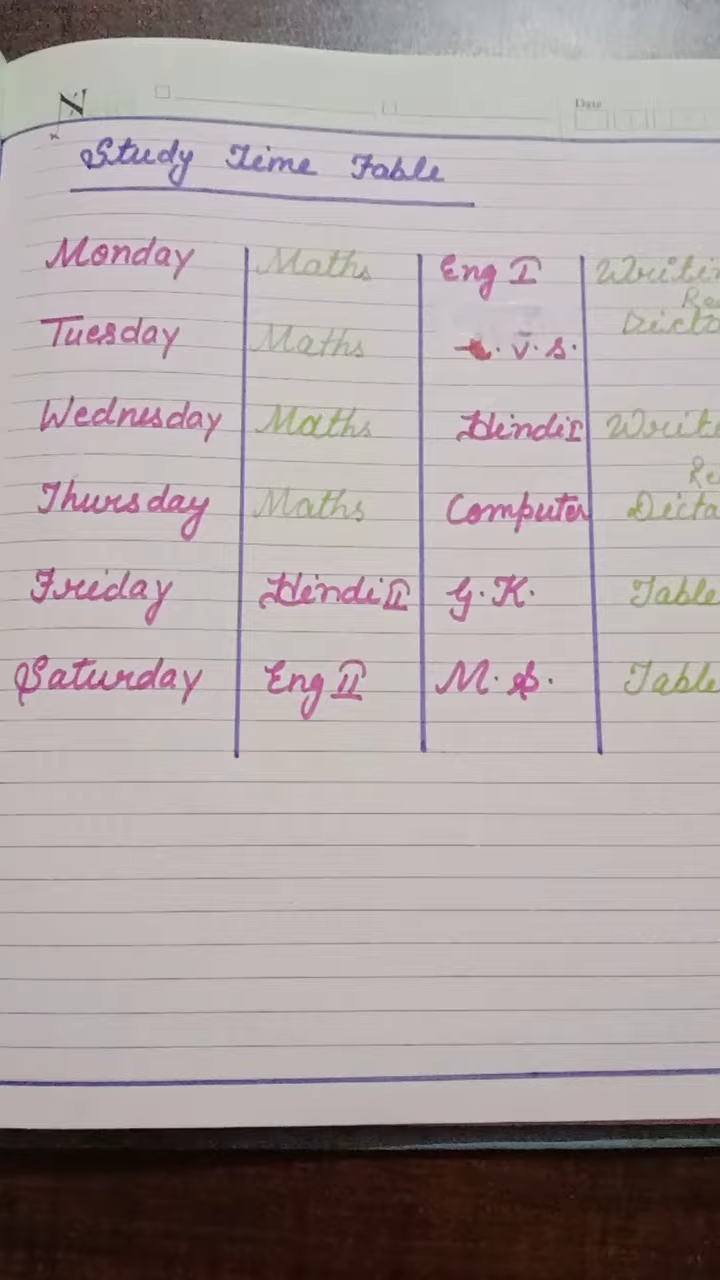 Date
Study Time Table
Monday Maths Eng I
Tuesday Maths .V.S.
Wednesday Maths Hindi I
Thursday Maths Computer
Friday Hindi II G.K. Table
Saturday Eng II M.S. Table